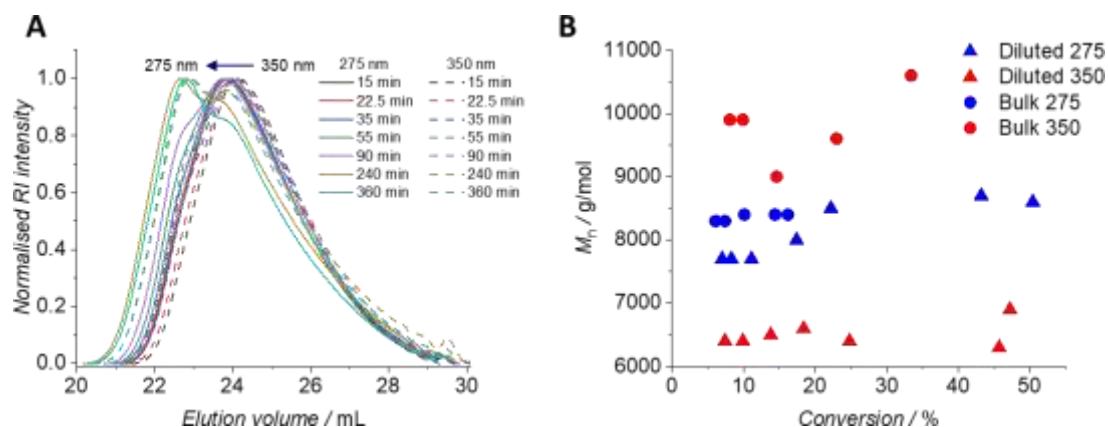 A
275 nm 350 nm
275 nm 350 nm
15 min -15 min
22.5 min - 22.5 min
35 min -35 min
55 min -55 min
90 min -90 min
240 min -240 min
360 min -360 min
1.0
0.8
0.6
0.4
0.2
0.0
20 22 24 26 28 30
Normalised RI intensity
Elution volume / mL
B
Diluted 275
Diluted 350
Bulk 275
Bulk 350
11000
10000
9000
8000
7000
6000
0 10 20 30 40 50
Mn / g/mol
Conversion / %